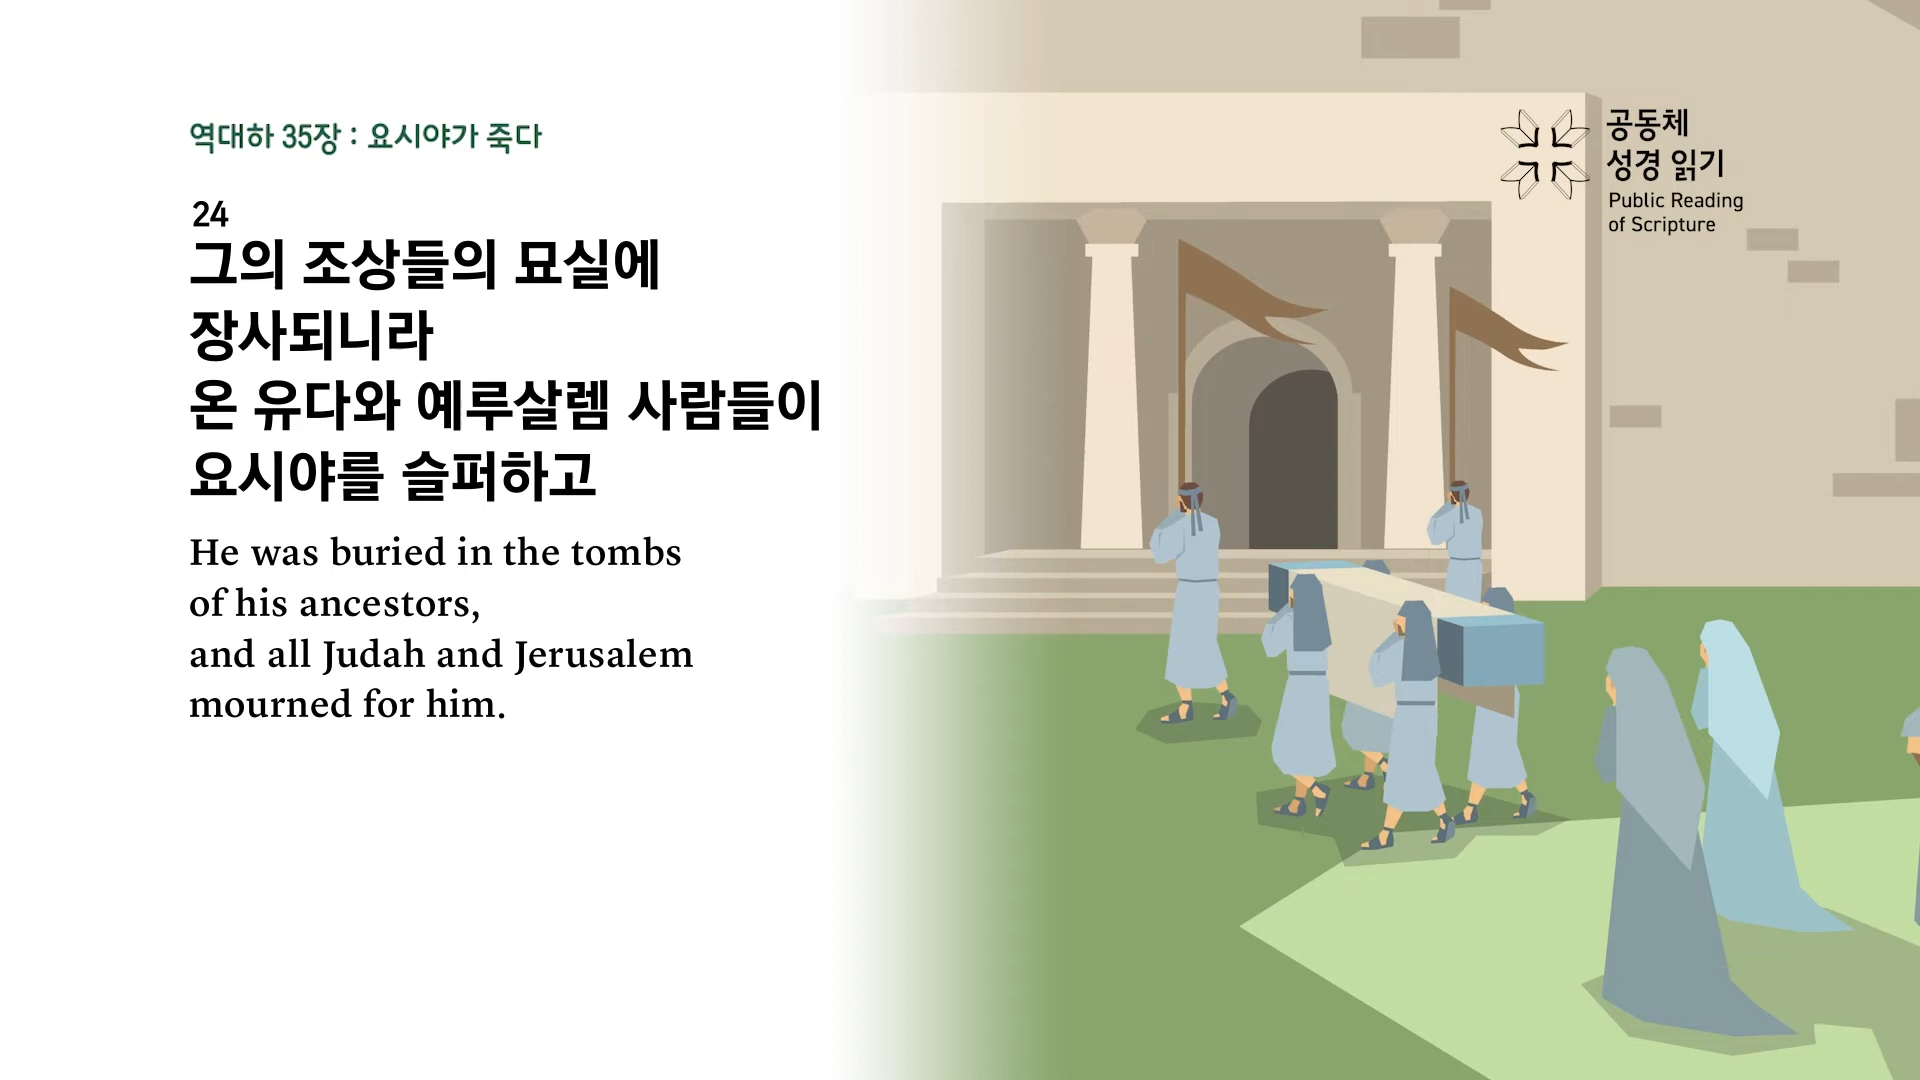 역대하 35장 : 요시야가 죽다
24
그의 조상들의 묘실에
장사되니라
온 유다와 예루살렘 사람들이
요시야를 슬퍼하고
He was buried in the tombs
of his ancestors,
and all Judah and Jerusalem
mourned for him.
공동체
성경 읽기
Public Reading
of Scripture